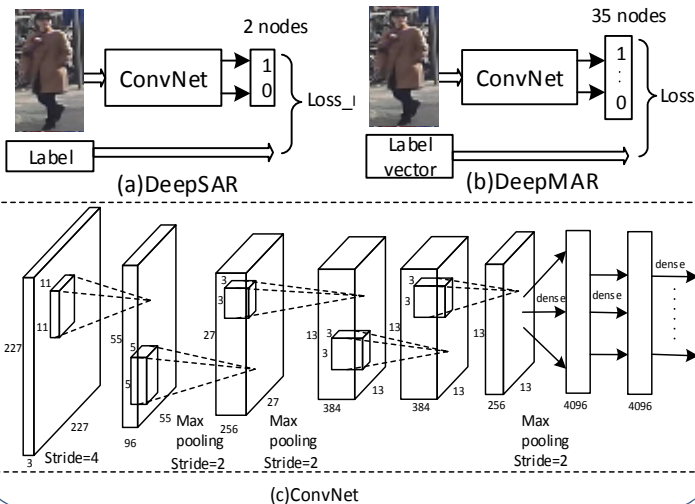 2 nodes
ConvNet
1
0
Loss_
Label
(a)DeepSAR
35 nodes
ConvNet
1
:
0
Loss
Label
vector
(b)DeepMAR
11
11
227
227
3
Stride=4
55
5
5
55
96
Max
pooling
Stride=2
3
3
27
27
256
Max
pooling
Stride=2
3
3
13
13
384
3
3
13
13
384
13
13
256
Max
pooling
Stride=2
dense
4096
dense
4096
dense
(c)ConvNet